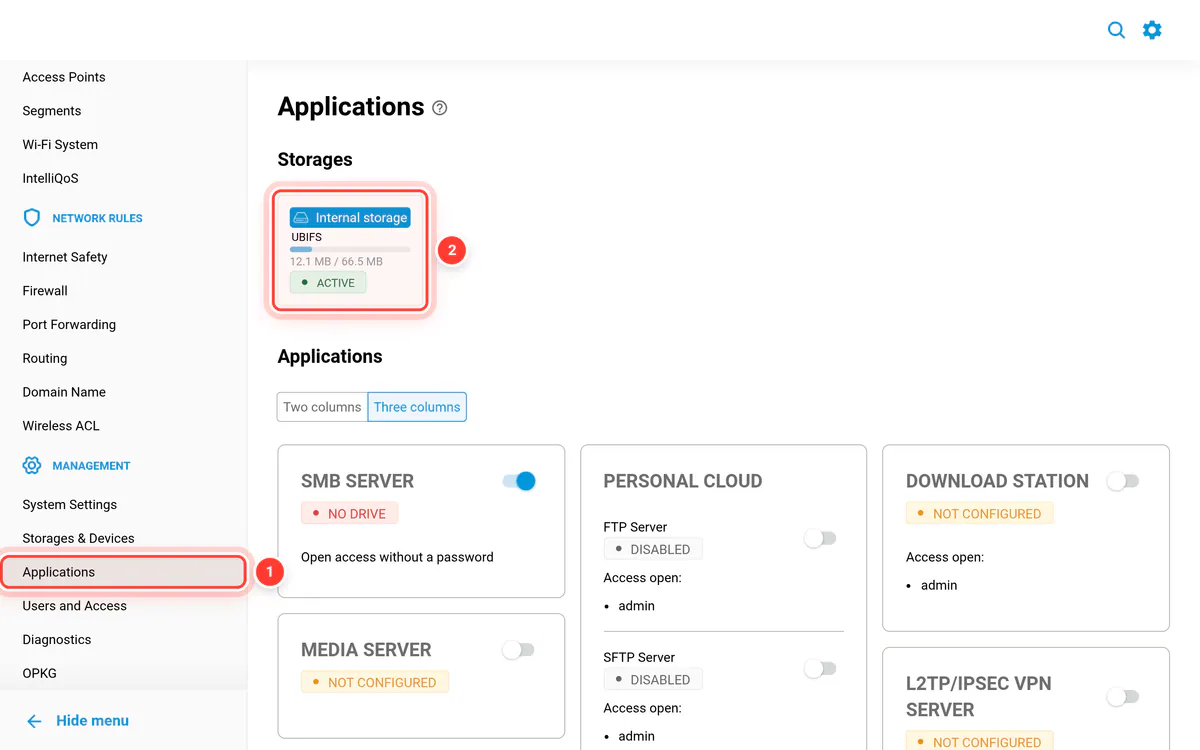 Access Points
Segments
Wi-Fi System
IntelliQoS
NETWORK RULES
Internet Safety
Firewall
Port Forwarding
Routing
Domain Name
Wireless ACL
MANAGEMENT
System Settings
Storages & Devices
Applications
1
Users and Access
Diagnostics
OPKG
Hide menu
Applications
Storages
Internal storage
UBIFS
12.1 MB / 66.5 MB
ACTIVE
2
Applications
Two columns
Three columns
SMB SERVER
NO DRIVE
Open access without a password
MEDIA SERVER
NOT CONFIGURED
PERSONAL CLOUD
FTP Server
DISABLED
Access open:
• admin
SFTP Server
DISABLED
Access open:
• admin
DOWNLOAD STATION
NOT CONFIGURED
Access open:
• admin
L2TP/IPSEC VPN
SERVER
NOT CONFIGURED